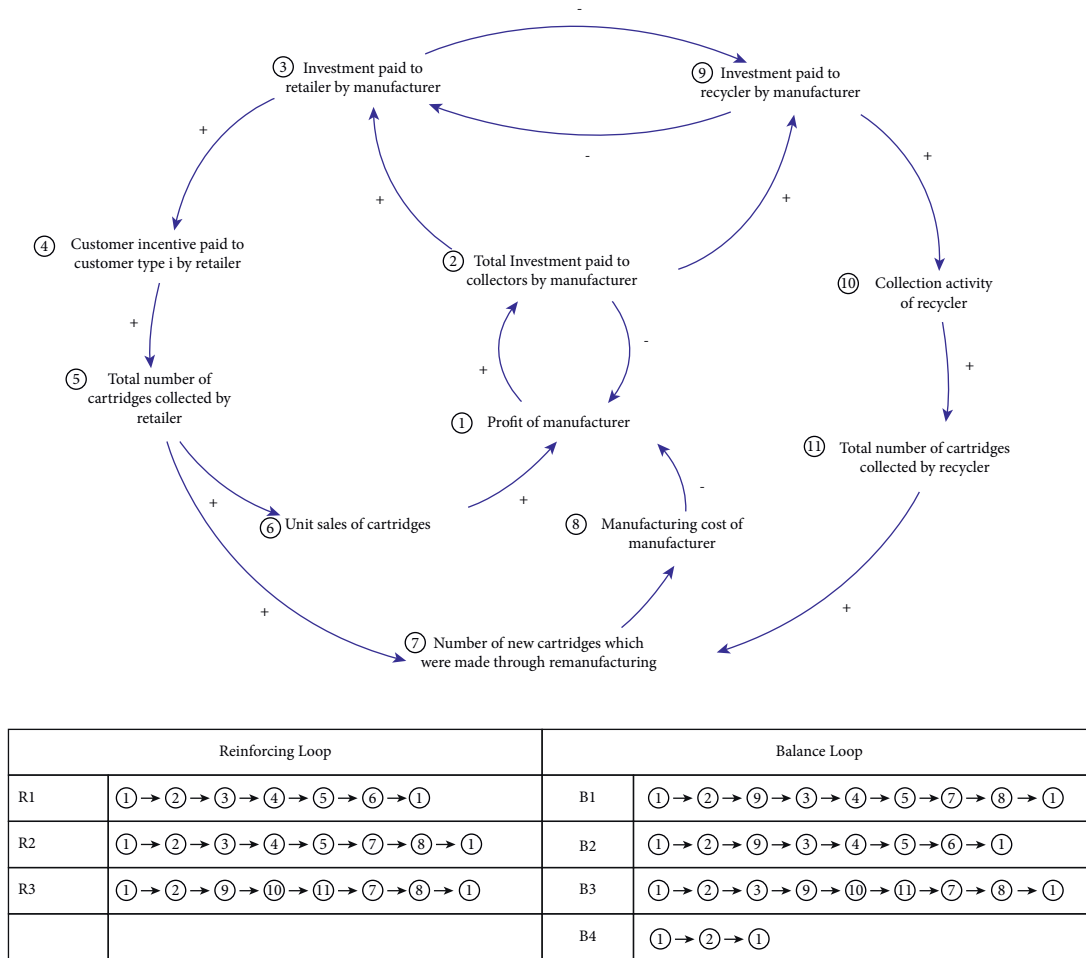 -
③ Investment paid to
retailer by manufacturer
⑨ Investment paid to
recycler by manufacturer
+
-
+
+
+
④ Customer incentive paid to
customer type i by retailer
② Total Investment paid to
collectors by manufacturer
⑩ Collection activity
of recycler
+
-
+
+
⑤ Total number of
cartridges collected by
retailer
① Profit of manufacturer
⑪ Total number of cartridges
collected by recycler
+
+
-
⑥ Unit sales of cartridges
⑧ Manufacturing cost of
manufacturer
+
+
⑦ Number of new cartridges which
were made through remanufacturing
Reinforcing Loop Balance Loop
R1 ① → ② → ③ → ④ → ⑤ → ⑥ → ① B1 ① → ② → ⑨ → ③ → ④ → ⑤ → ⑦ → ⑧ → ①
R2 ① → ② → ③ → ④ → ⑤ → ⑦ → ⑧ → ① B2 ① → ② → ⑨ → ③ → ④ → ⑤ → ⑥ → ①
R3 ① → ② → ⑨ → ⑩ → ⑪ → ⑦ → ⑧ → ① B3 ① → ② → ③ → ⑨ → ⑩ → ⑪ → ⑦ → ⑧ → ①
B4 ① → ② → ①